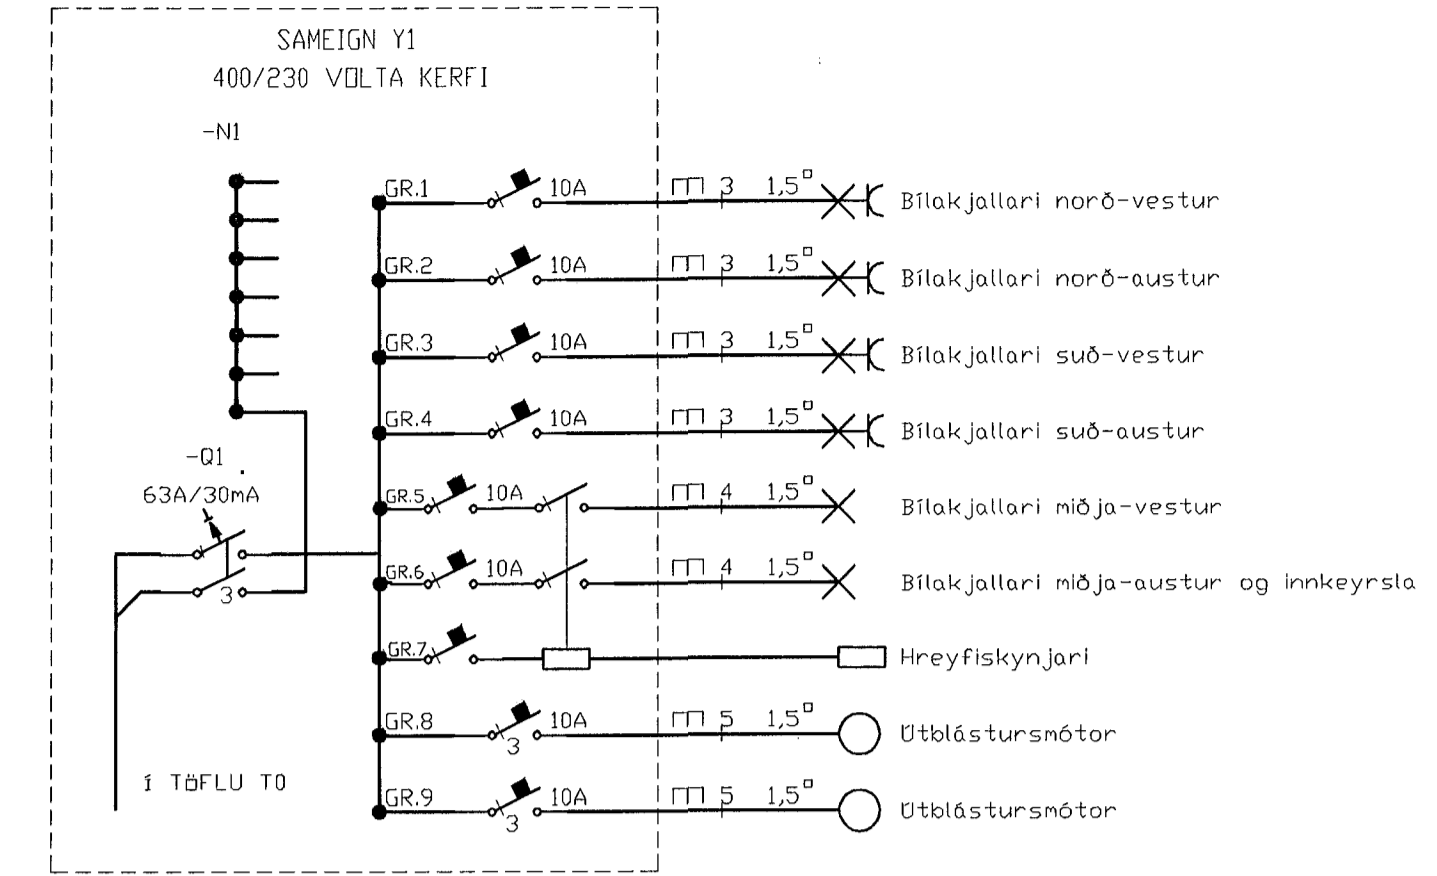 SAMEIGN Y1
400/230 VOLTA KERFI
-N1
GR.1 10A 3 1,5▫ Bílakjallari norð-vestur
GR.2 10A 3 1,5▫ Bílakjallari norð-austur
GR.3 10A 3 1,5▫ Bílakjallari suð-vestur
GR.4 10A 3 1,5▫ Bílakjallari suð-austur
-Q1
63A/30mA
3
GR.5 10A 4 1,5▫ Bílakjallari miðja-vestur
GR.6 10A 4 1,5▫ Bílakjallari miðja-austur og innkeyrsla
GR.7 Hreyfiskynjari
GR.8 3 10A 5 1,5▫ Útblástursmótor
GR.9 3 10A 5 1,5▫ Útblástursmótor
Í TÖFLU T0